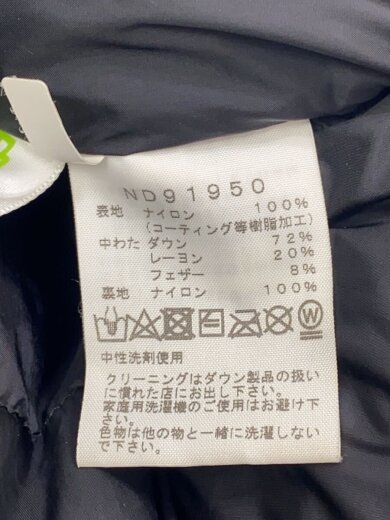 ND91950
表地 ナイロン 100%
(コーティング等樹脂加工)
中わた ダウン 72%
レーヨン 20%
フェザー 8%
裏地 ナイロン 100%
中性洗剤使用
クリーニングはダウン製品の扱い
に慣れた店にお出し下さい。
家庭用洗濯機のご使用はお避け下
さい。
色物は他の物と一緒に洗濯しない
で下さい。